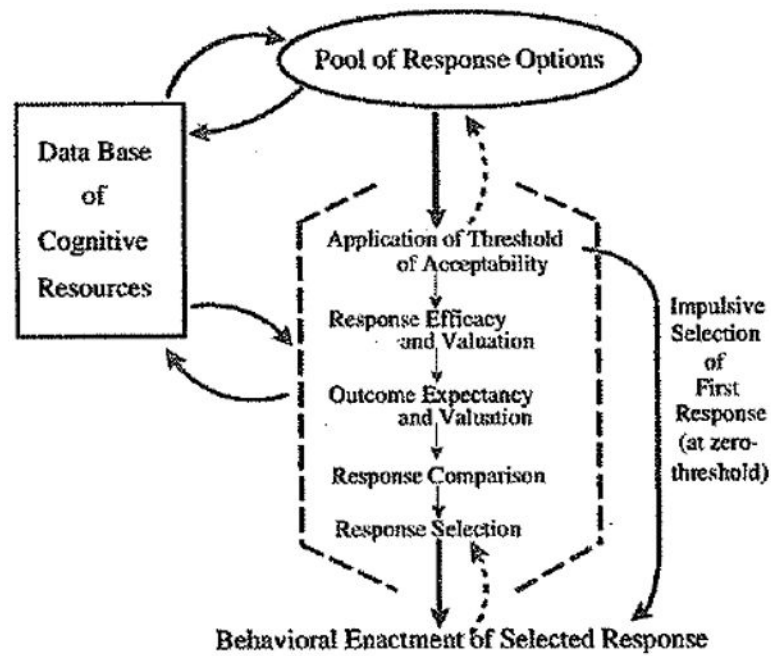 Pool of Response Options
Data Base
of
Cognitive
Resources
Application of Threshold
of Acceptability
Response Efficacy
and Valuation
Outcome Expectancy
and Valuation
Response Comparison
Response Selection
Impulsive
Selection
of
First
Response
(at zero-
threshold)
Behavioral Enactment of Selected Response